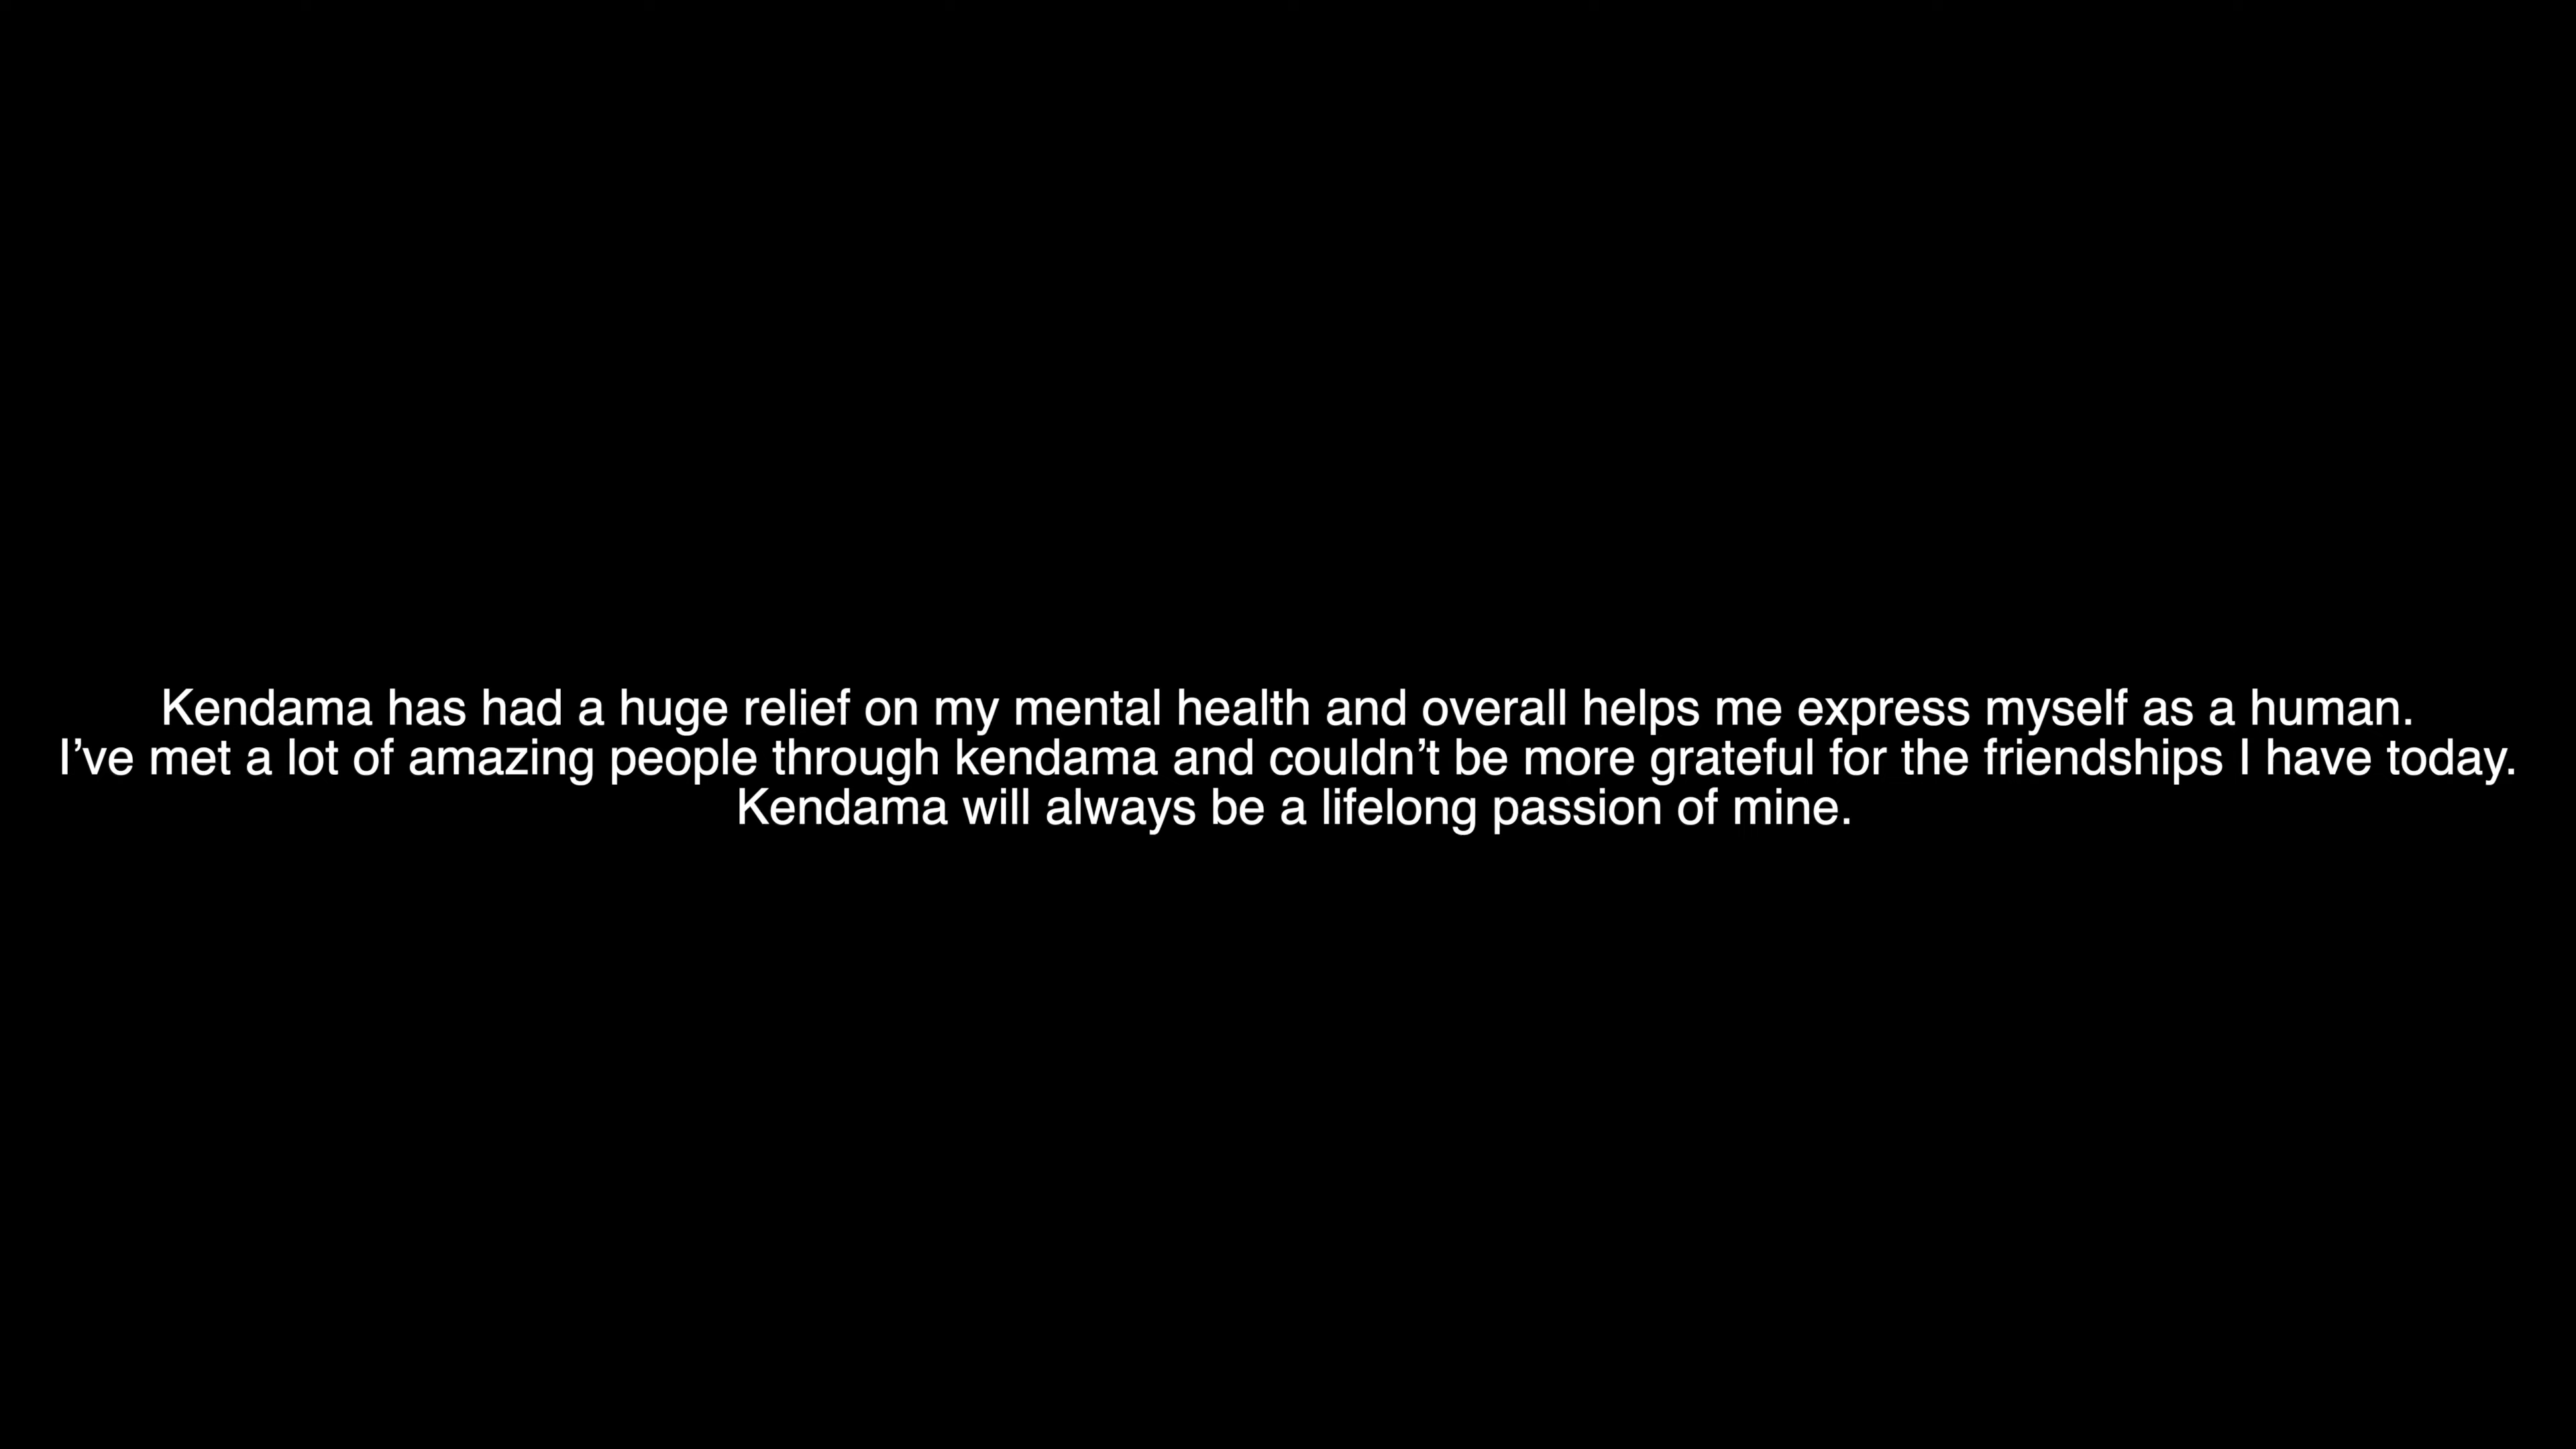 Kendama has had a huge relief on my mental health and overall helps me express myself as a human.
I’ve met a lot of amazing people through kendama and couldn’t be more grateful for the friendships I have today.
Kendama will always be a lifelong passion of mine.